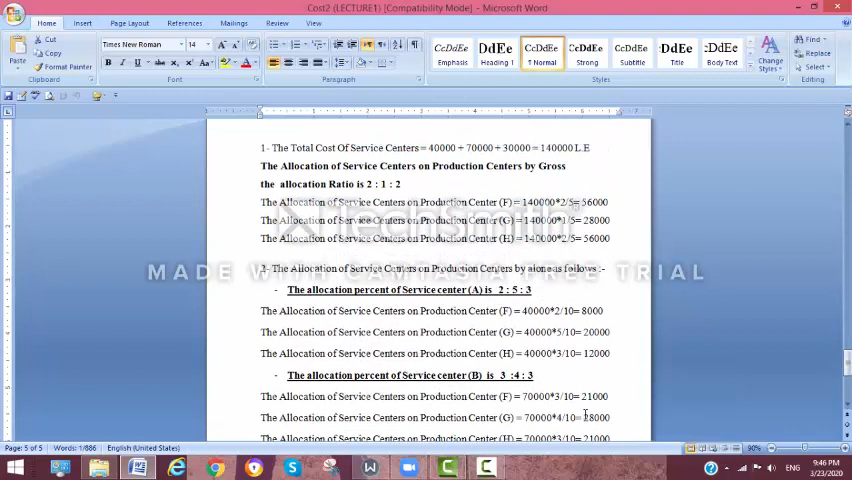 Cost2 (LECTURE1) [Compatibility Mode] - Microsoft Word
Home Insert Page Layout References Mailings Review View
Cut
Copy
Format Painter
Paste
Clipboard
Times New Roman 14
Font
Paragraph
CcDdEe DdEe CcDdEe CcDdEe CcDdEe DdEe CcDdEe
Emphasis Heading 1 ¶ Normal Strong Subtitle Title Body Text
Change Styles
Styles
Find
Replace
Select
Editing
1- The Total Cost Of Service Centers = 40000 + 70000 + 30000 = 140000 L.E
The Allocation of Service Centers on Production Centers by Gross
the allocation Ratio is 2 : 1 : 2
The Allocation of Service Centers on Production Center (F) = 140000*2/5= 56000
The Allocation of Service Centers on Production Center (G) = 140000*1/5= 28000
The Allocation of Service Centers on Production Center (H) = 140000*2/5= 56000
TechSmith
MADE WITH CAMTASIA FREE TRIAL
2- The Allocation of Service Centers on Production Centers by alone as follows :-
- The allocation percent of Service center (A) is 2 : 5 : 3
The Allocation of Service Centers on Production Center (F) = 40000*2/10= 8000
The Allocation of Service Centers on Production Center (G) = 40000*5/10= 20000
The Allocation of Service Centers on Production Center (H) = 40000*3/10= 12000
- The allocation percent of Service center (B) is 3 :4 : 3
The Allocation of Service Centers on Production Center (F) = 70000*3/10= 21000
The Allocation of Service Centers on Production Center (G) = 70000*4/10= 28000
The Allocation of Service Centers on Production Center (H) = 70000*3/10= 21000
Page: 5 of 5 Words: 1/886 English (United States) 90%
ENG 9:46 PM
3/23/2020